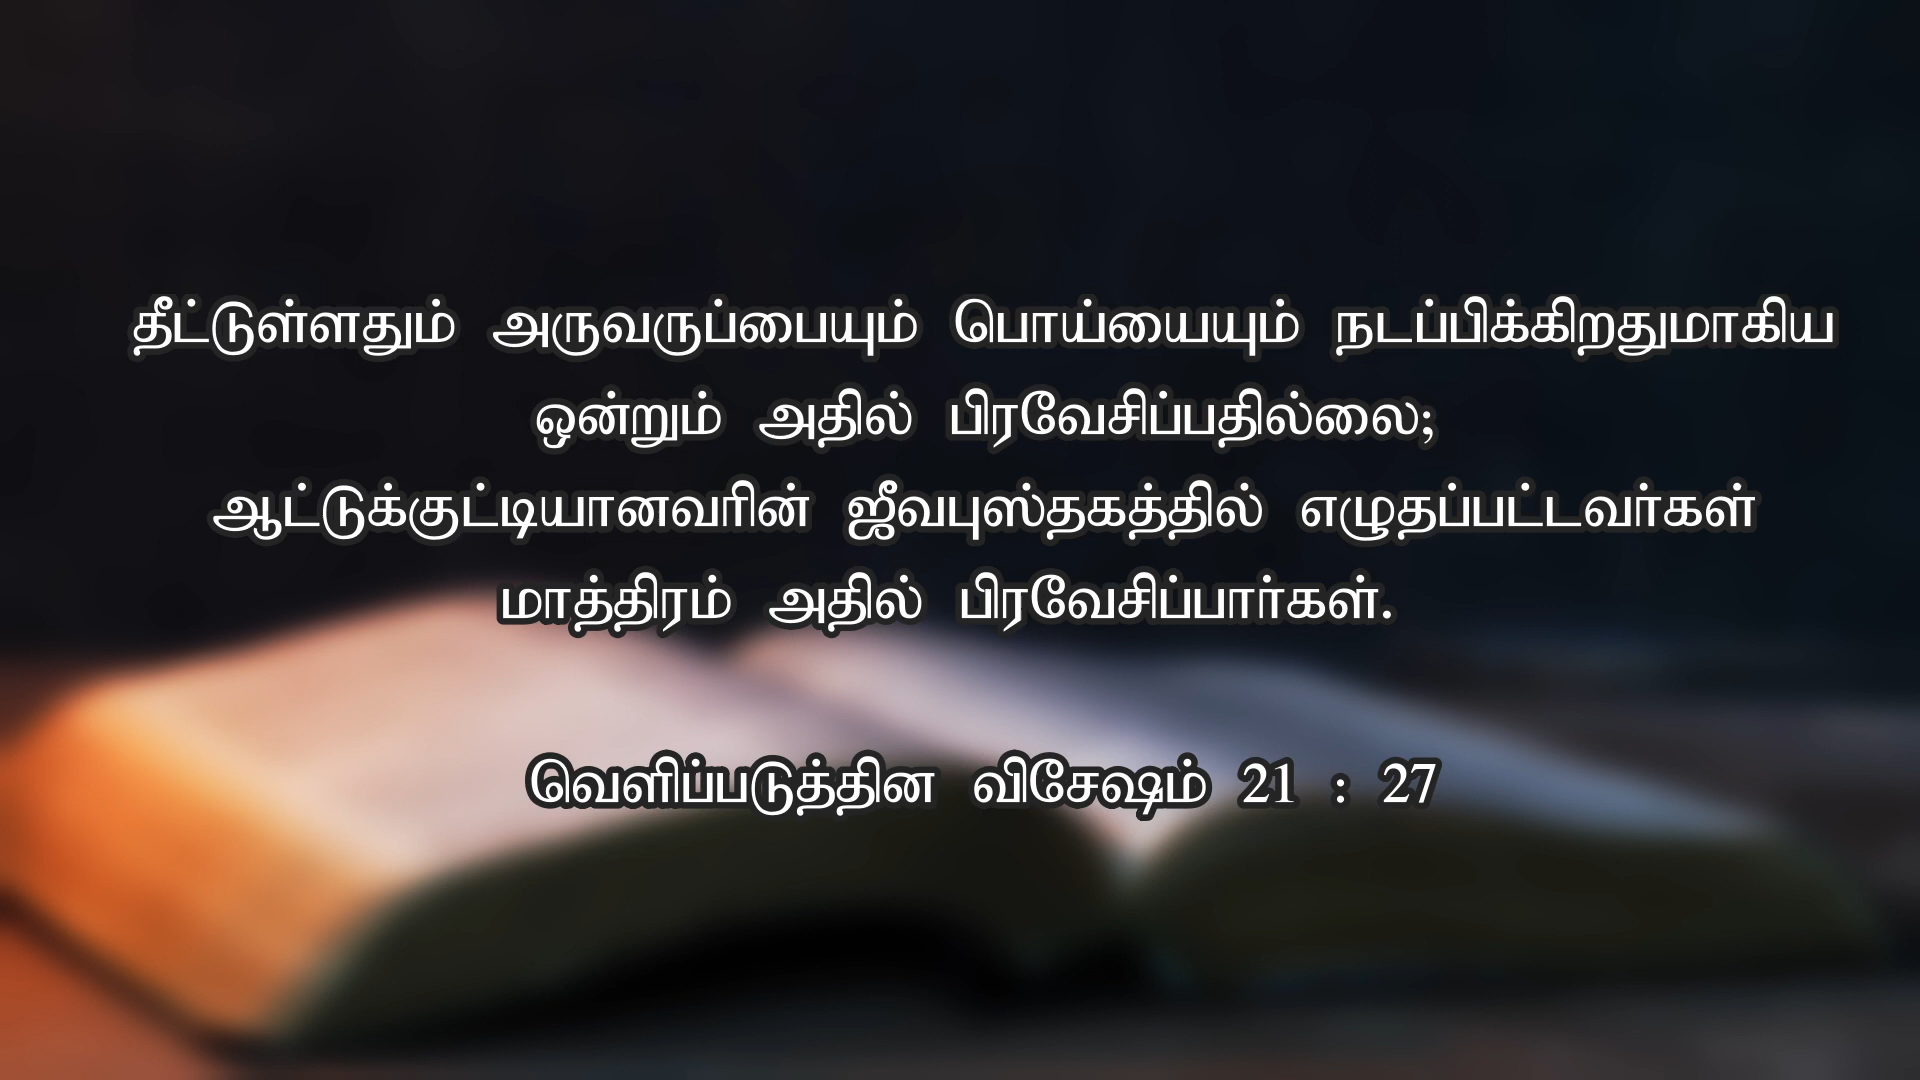 தீட்டுள்ளதும் அருவருப்பையும் பொய்யையும் நடப்பிக்கிறதுமாகிய
ஒன்றும் அதில் பிரவேசிப்பதில்லை;
ஆட்டுக்குட்டியானவரின் ஜீவபுஸ்தகத்தில் எழுதப்பட்டவர்கள்
மாத்திரம் அதில் பிரவேசிப்பார்கள்.
வெளிப்படுத்தின விசேஷம் 21 : 27